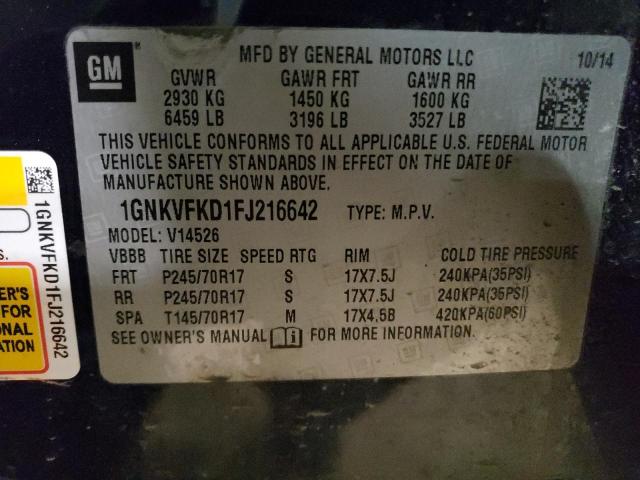 GM
MFD BY GENERAL MOTORS LLC 10/14
GVWR GAWR FRT GAWR RR
2930 KG 1450 KG 1600 KG
6459 LB 3196 LB 3527 LB
THIS VEHICLE CONFORMS TO ALL APPLICABLE U.S. FEDERAL MOTOR
VEHICLE SAFETY STANDARDS IN EFFECT ON THE DATE OF
MANUFACTURE SHOWN ABOVE.
1GNKVFKD1FJ216642 TYPE: M.P.V.
MODEL: V14526
VBBB TIRE SIZE SPEED RTG RIM COLD TIRE PRESSURE
FRT P245/70R17 S 17X7.5J 240KPA(35PSI)
RR P245/70R17 S 17X7.5J 240KPA(35PSI)
SPA T145/70R17 M 17X4.5B 420KPA(60PSI)
SEE OWNER'S MANUAL FOR MORE INFORMATION.
1GNKVFKD1FJ216642
s.
ER'S
FOR
ONAL
ATION